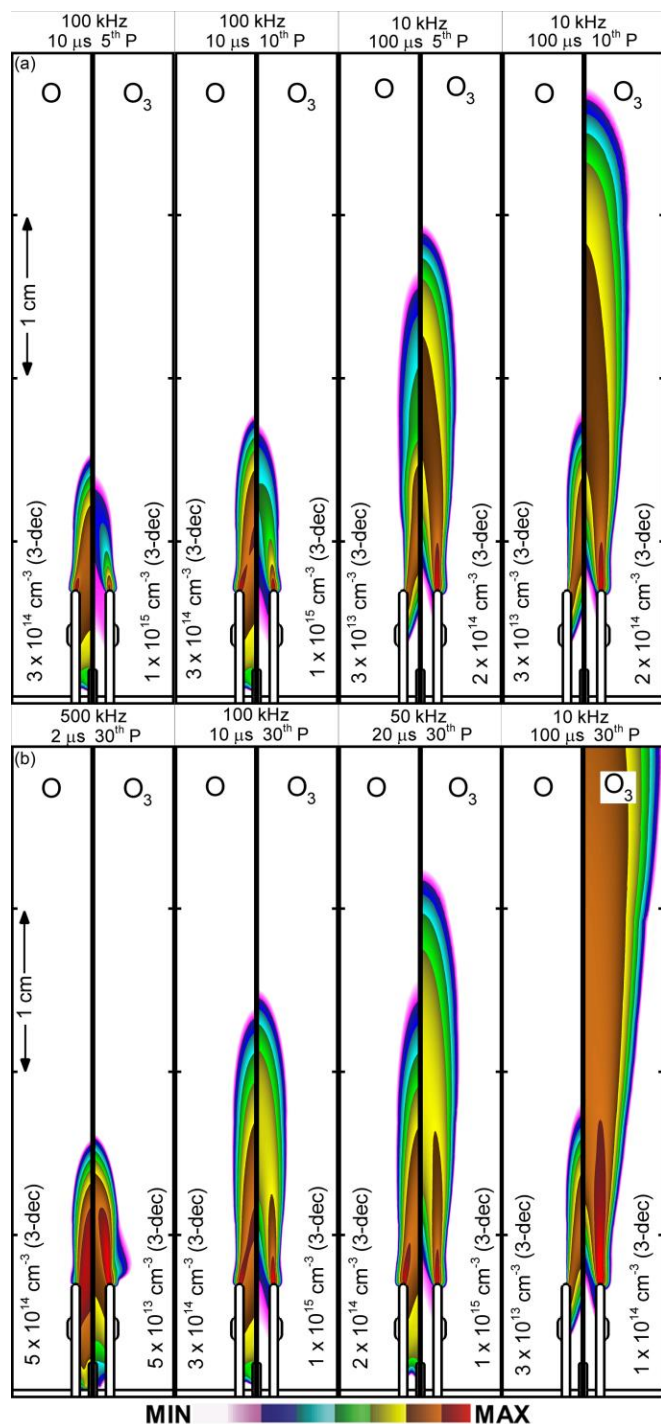 100 kHz
10 μs 5th P
100 kHz
10 μs 10th P
10 kHz
100 μs 5th P
10 kHz
100 μs 10th P
(a)
O
O3
O
O3
O
O3
O
O3
1 cm
3 x 10^14 cm^-3 (3-dec)
1 x 10^15 cm^-3 (3-dec)
3 x 10^14 cm^-3 (3-dec)
1 x 10^15 cm^-3 (3-dec)
3 x 10^13 cm^-3 (3-dec)
2 x 10^14 cm^-3 (3-dec)
3 x 10^13 cm^-3 (3-dec)
2 x 10^14 cm^-3 (3-dec)
500 kHz
2 μs 30th P
100 kHz
10 μs 30th P
50 kHz
20 μs 30th P
10 kHz
100 μs 30th P
(b)
O
O3
O
O3
O
O3
O
O3
1 cm
5 x 10^14 cm^-3 (3-dec)
5 x 10^13 cm^-3 (3-dec)
3 x 10^14 cm^-3 (3-dec)
1 x 10^15 cm^-3 (3-dec)
2 x 10^14 cm^-3 (3-dec)
1 x 10^15 cm^-3 (3-dec)
3 x 10^13 cm^-3 (3-dec)
1 x 10^14 cm^-3 (3-dec)
MIN
MAX